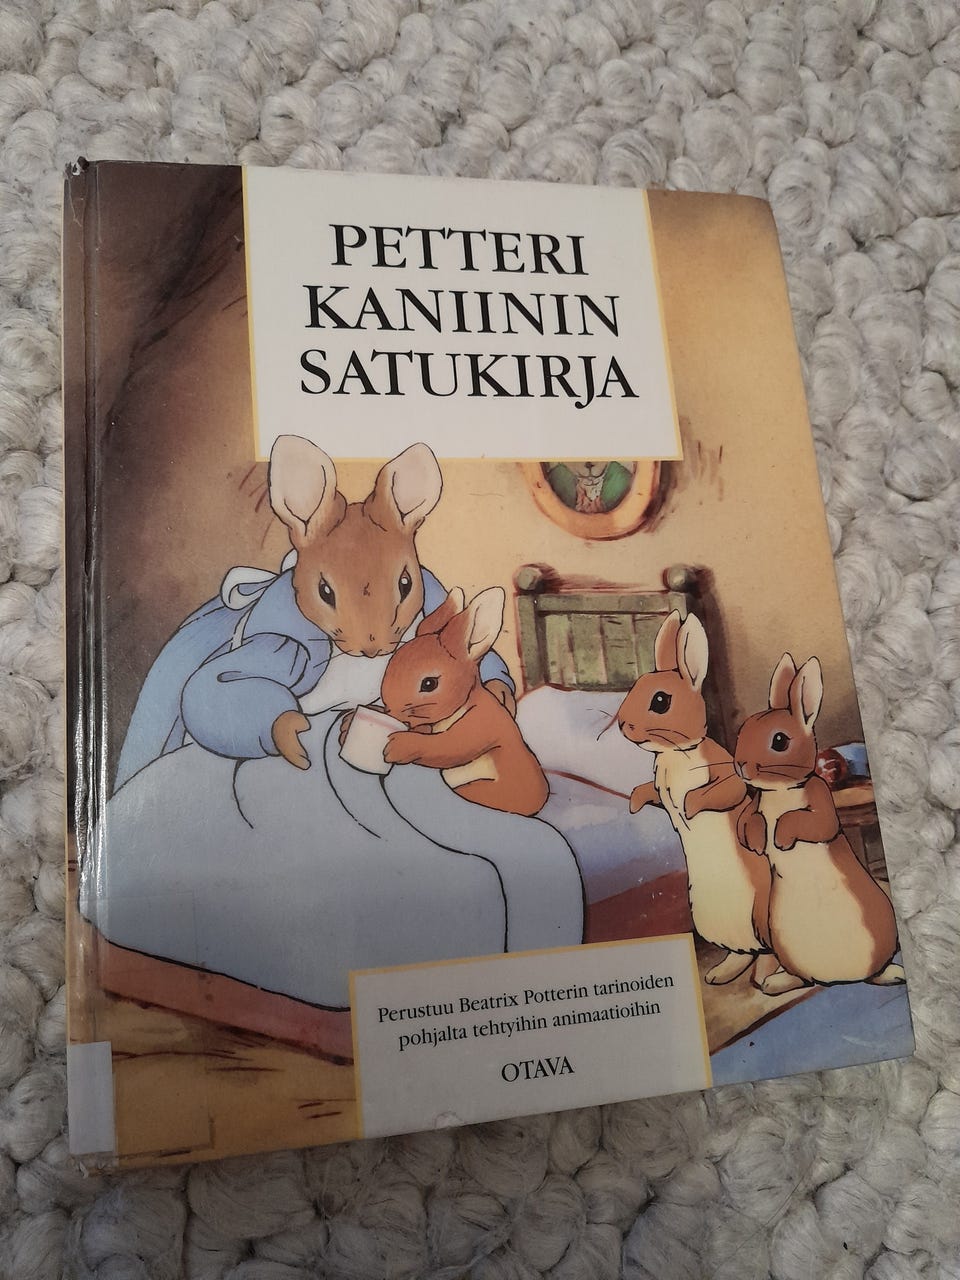 PETTERI
KANIININ
SATUKIRJA
Perustuu Beatrix Potterin tarinoiden
pohjalta tehtyihin animaatioihin
OTAVA